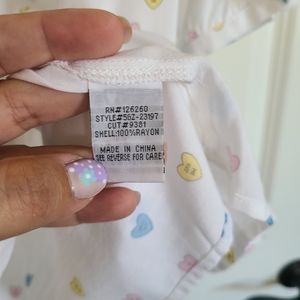 RN#126260
STYLE#56Z-23197
CUT#9381
SHELL:100%RAYON
MADE IN CHINA
SEE REVERSE FOR CARE